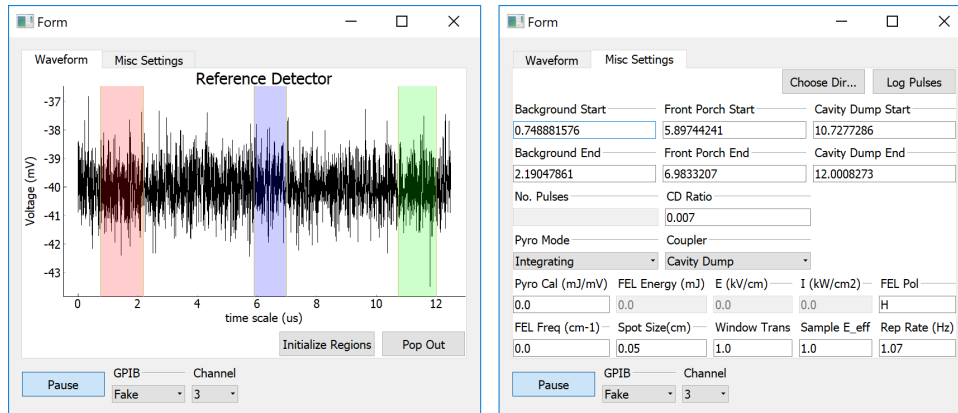 Form
Waveform Misc Settings
Reference Detector
-37
-38
-39
-40
-41
-42
-43
Voltage (mV)
0 2 4 6 8 10 12
time scale (us)
Initialize Regions Pop Out
Pause GPIB Channel
Fake 3
Form
Waveform Misc Settings
Choose Dir... Log Pulses
Background Start Front Porch Start Cavity Dump Start
0.748881576 5.89744241 10.7277286
Background End Front Porch End Cavity Dump End
2.19047861 6.9833207 12.0008273
No. Pulses CD Ratio
0.007
Pyro Mode Coupler
Integrating Cavity Dump
Pyro Cal (mJ/mV) FEL Energy (mJ) E (kV/cm) I (kW/cm2) FEL Pol
0.0 0.0 0.0 0.0 H
FEL Freq (cm-1) Spot Size(cm) Window Trans Sample E_eff Rep Rate (Hz)
0.0 0.05 1.0 1.0 1.07
Pause GPIB Channel
Fake 3